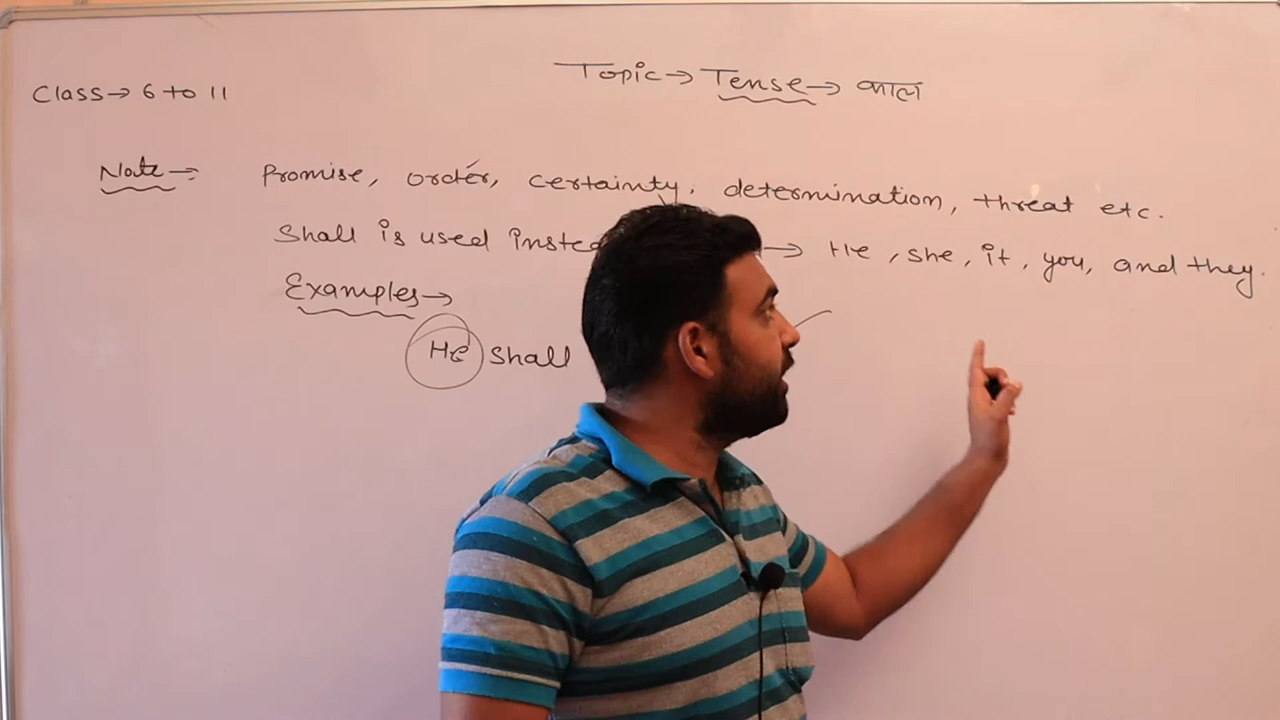 Class → 6 to 11
Topic → Tense → काल
Note → Promise, order, certainty, determination, threat etc.
Shall is used → He, she, it, you, and they.
Examples →
He shall